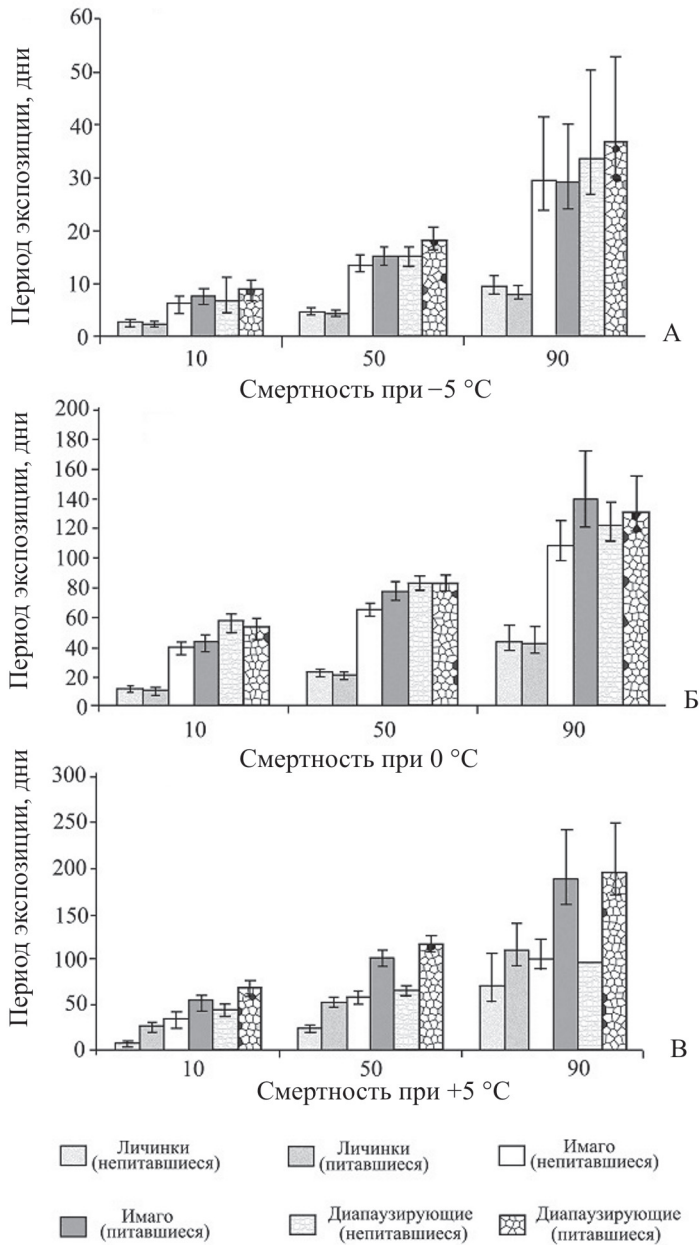 60
50
40
30
20
10
0
Период экспозиции, дни
10 50 90
А
Смертность при −5 °C
200
180
160
140
120
100
80
60
40
20
0
Период экспозиции, дни
10 50 90
Б
Смертность при 0 °C
300
250
200
150
100
50
0
Период экспозиции, дни
10 50 90
В
Смертность при +5 °C
Личинки
(непитавшиеся)
Личинки
(питавшиеся)
Имаго
(непитавшиеся)
Имаго
(питавшиеся)
Диапаузирующие
(непитавшиеся)
Диапаузирующие
(питавшиеся)